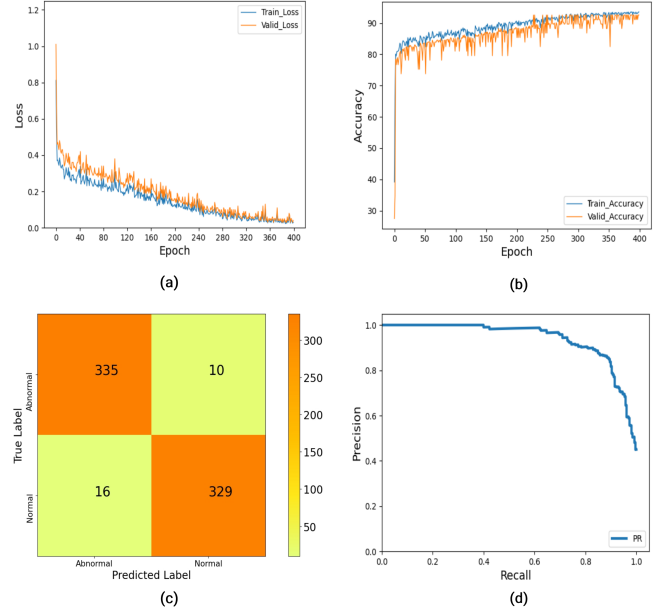 1.2
1.0
0.8
0.6
0.4
0.2
0.0
Loss
0 40 80 120 160 200 240 280 320 360 400
Epoch
Train_Loss
Valid_Loss
(a)
90
80
70
60
50
40
30
Accuracy
0 50 100 150 200 250 300 350 400
Epoch
Train_Accuracy
Valid_Accuracy
(b)
True Label
Abnormal
Normal
335 10
16 329
Abnormal Normal
Predicted Label
300
250
200
150
100
50
(c)
1.0
0.8
0.6
0.4
0.2
0.0
Precision
0.0 0.2 0.4 0.6 0.8 1.0
Recall
PR
(d)